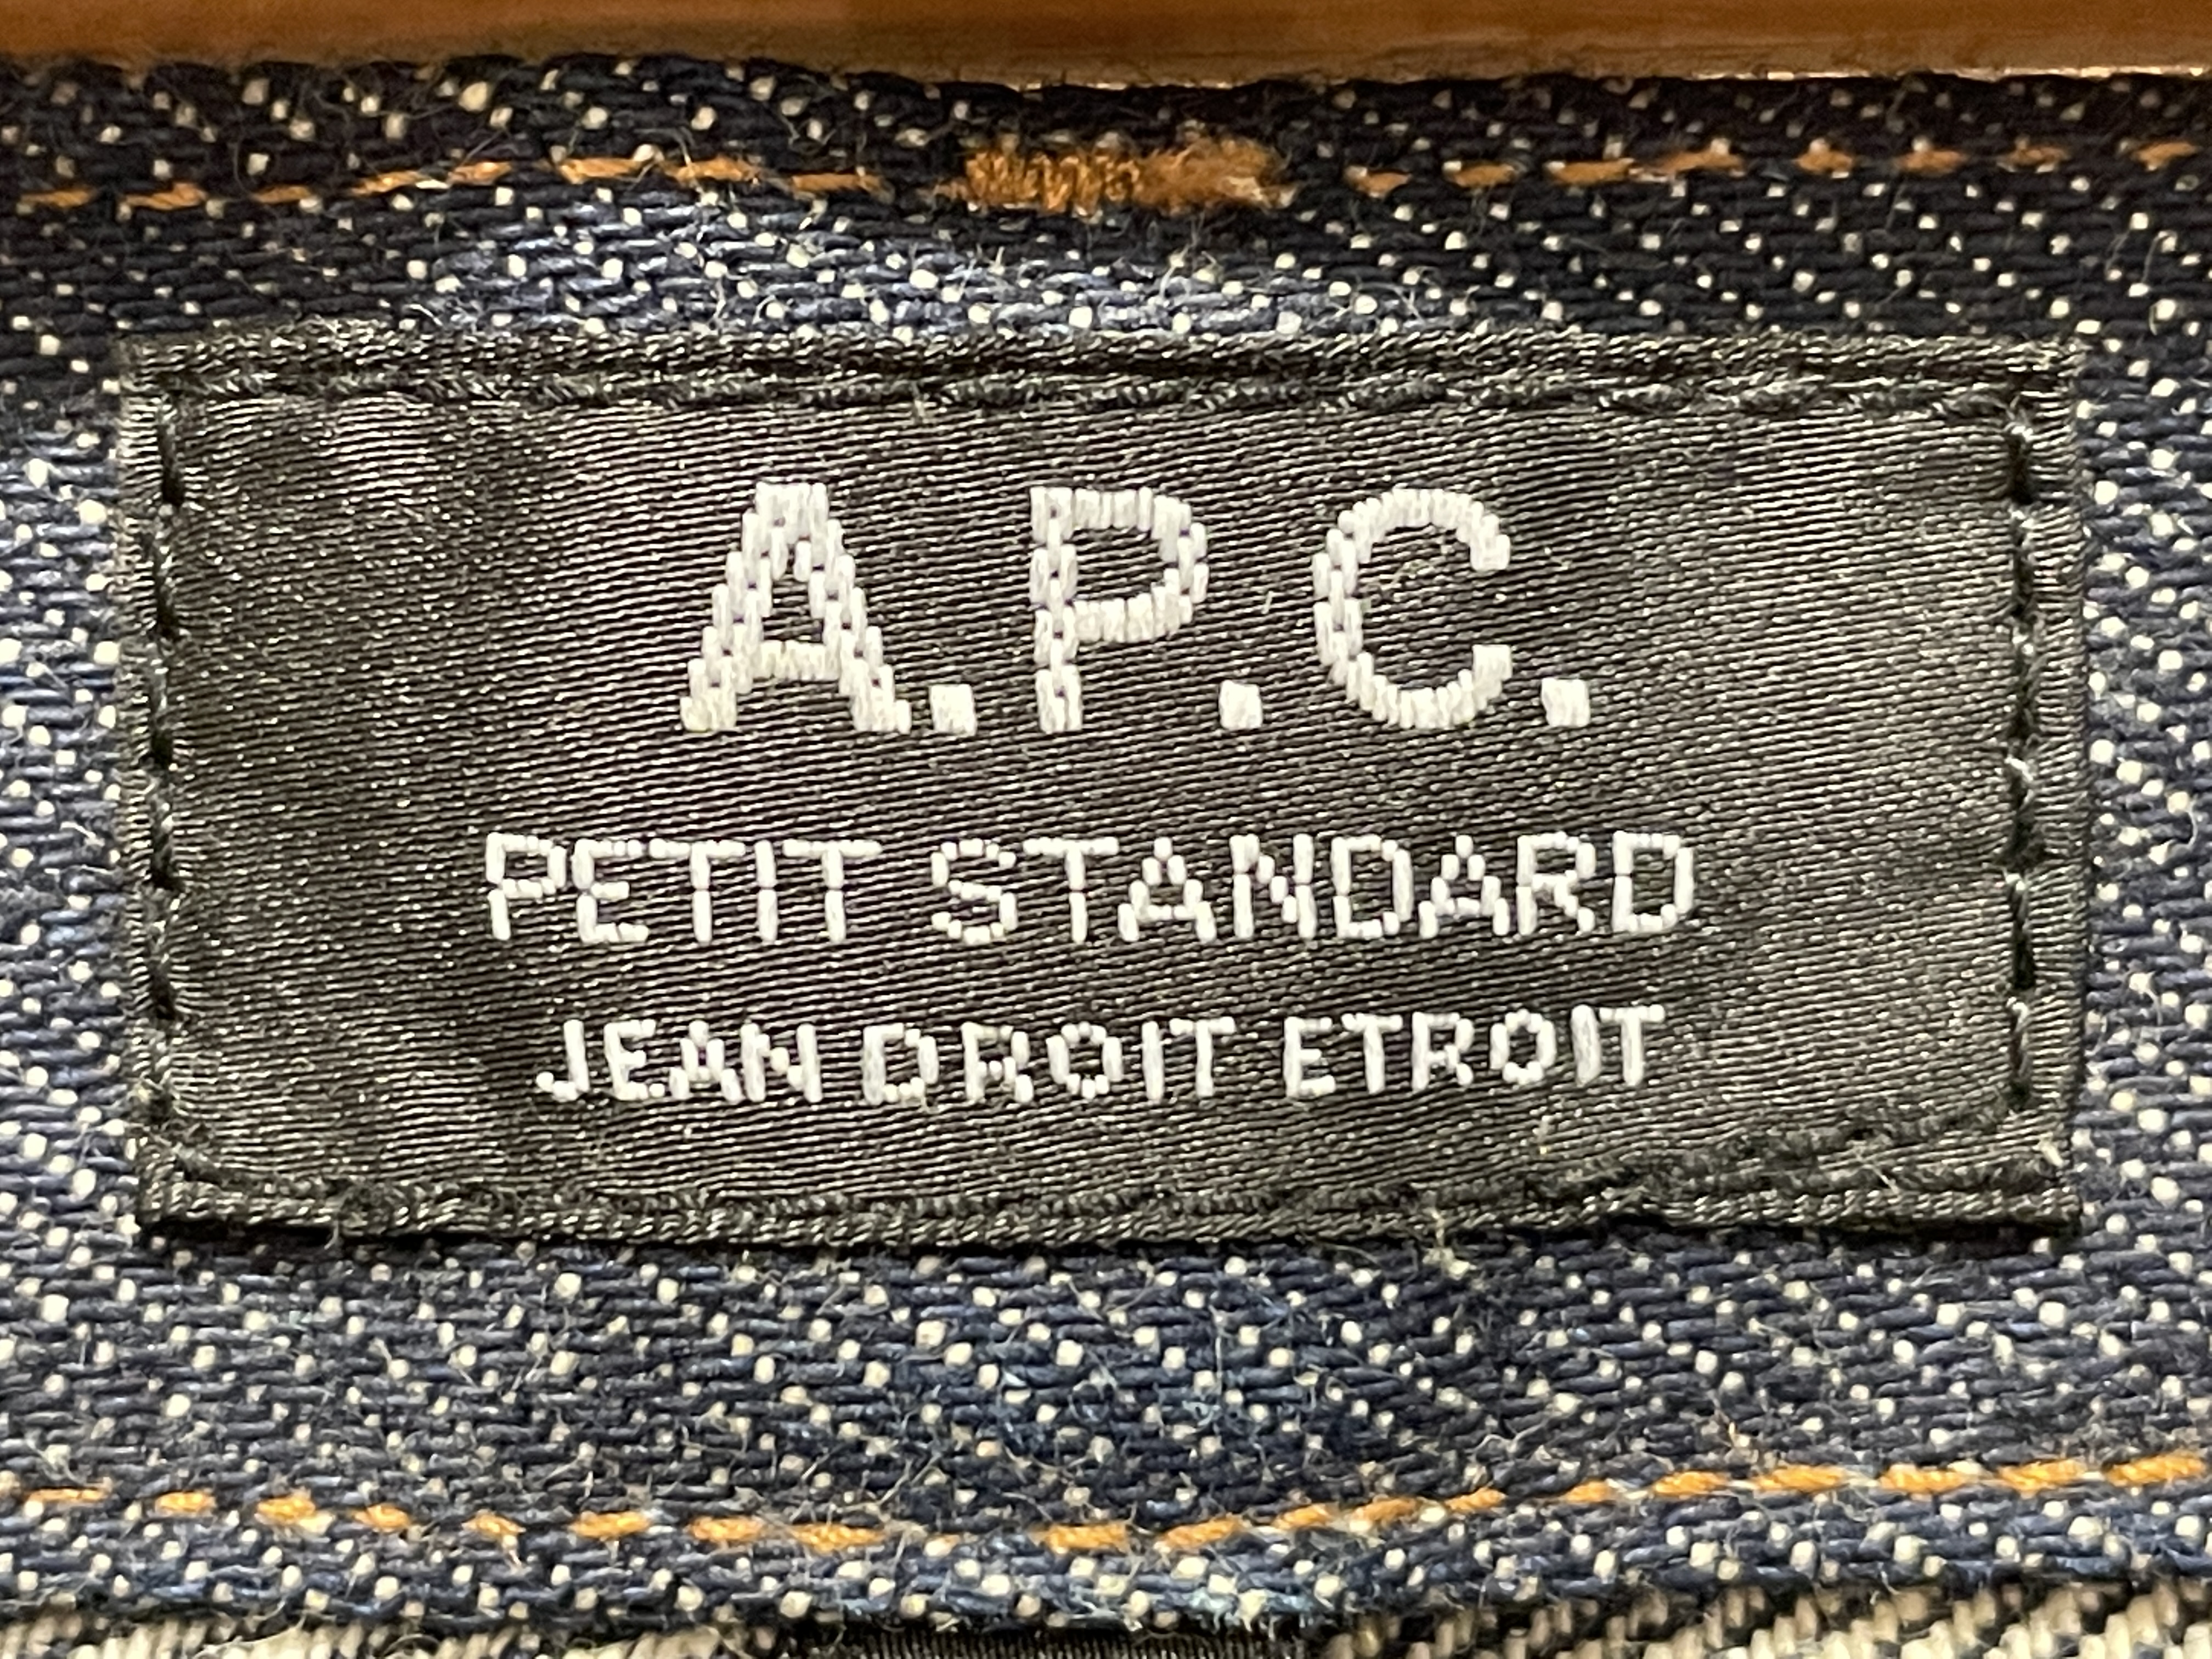 A.P.C.
PETIT STANDARD
JEAN DROIT ETROIT